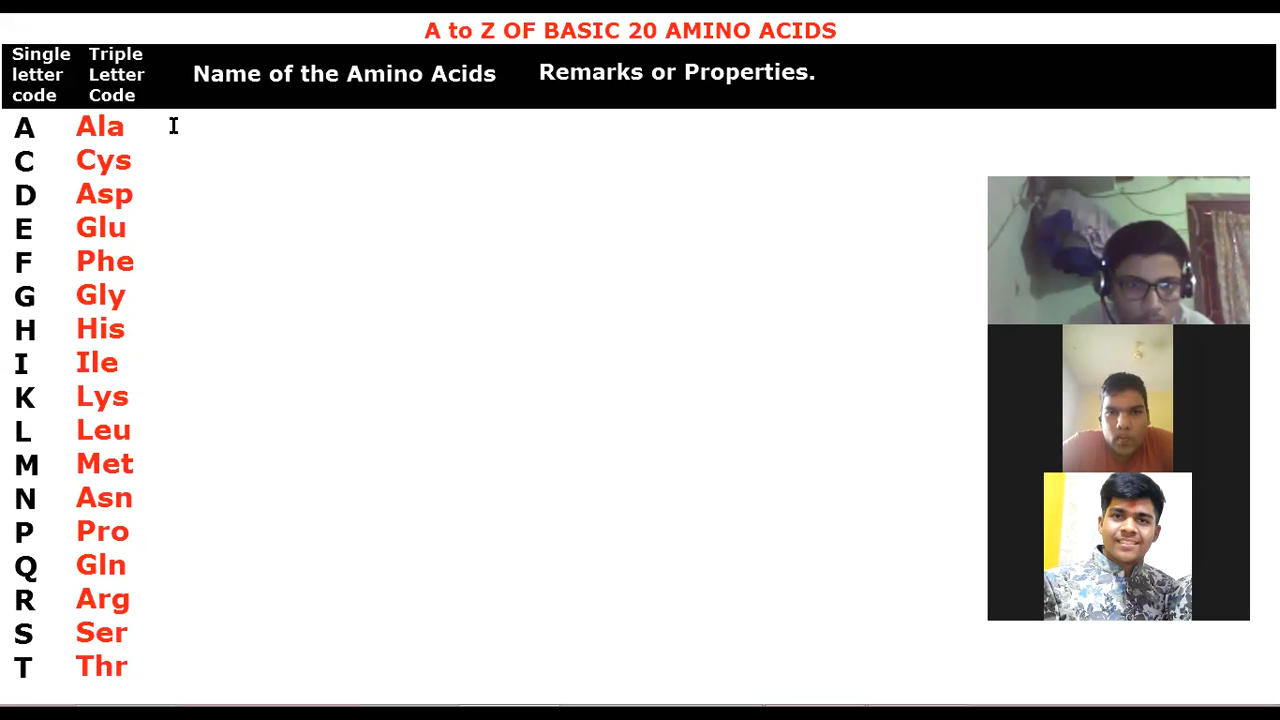 A to Z OF BASIC 20 AMINO ACIDS
Single letter code Triple Letter Code Name of the Amino Acids Remarks or Properties.
A Ala
C Cys
D Asp
E Glu
F Phe
G Gly
H His
I Ile
K Lys
L Leu
M Met
N Asn
P Pro
Q Gln
R Arg
S Ser
T Thr